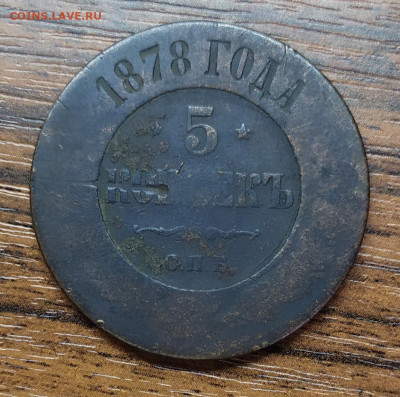 COINS.LAVE.RU
1878 ГОДА
5
КОПѢЕКЪ
С.П.Б.